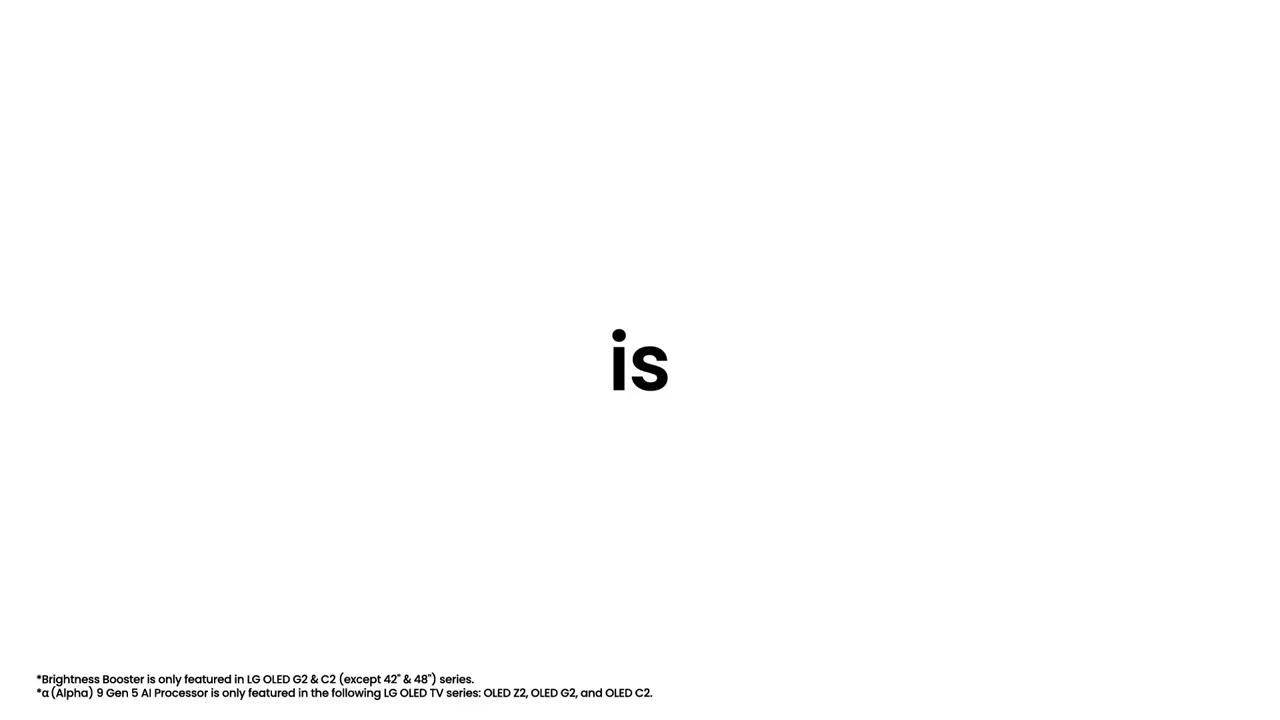 is
*Brightness Booster is only featured in LG OLED G2 & C2 (except 42" & 48") series.
*α (Alpha) 9 Gen 5 AI Processor is only featured in the following LG OLED TV series: OLED Z2, OLED G2, and OLED C2.